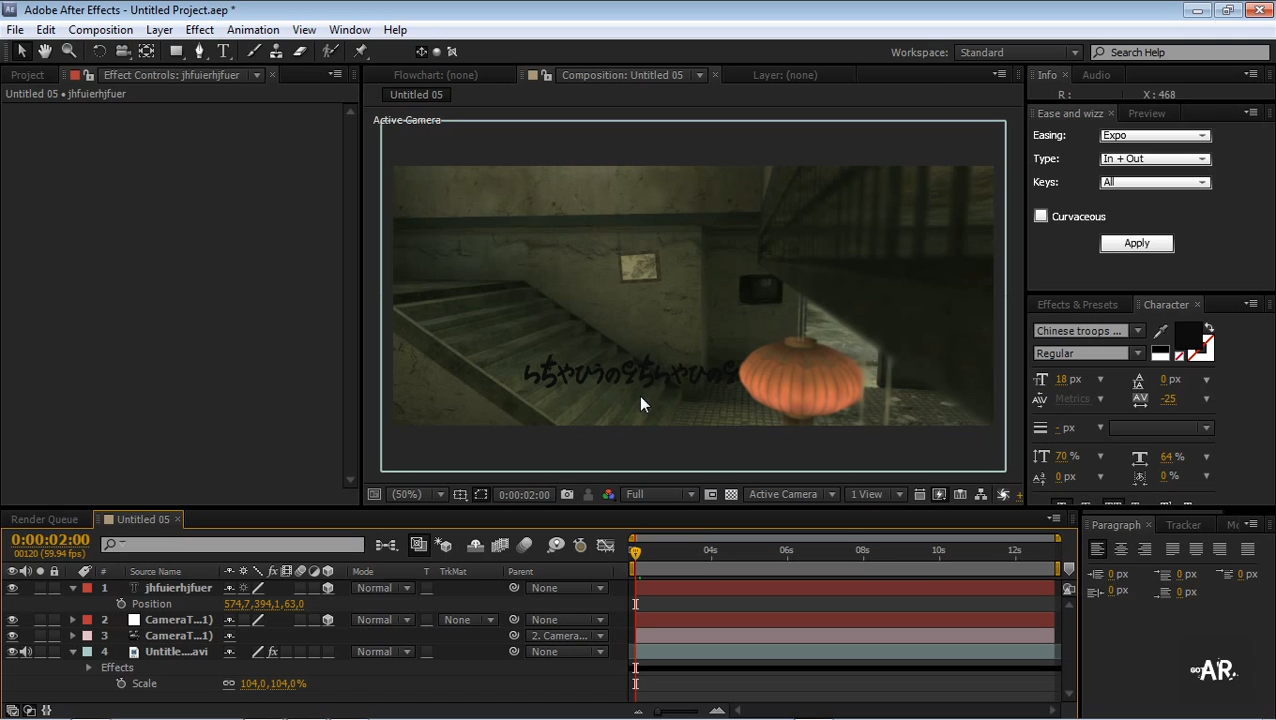 Adobe After Effects - Untitled Project.aep *
File Edit Composition Layer Effect Animation View Window Help
Workspace: Standard Search Help
Project Effect Controls: jhfuierhjfuer Flowchart: (none) Composition: Untitled 05 Layer: (none) Info Audio
Untitled 05 • jhfuierhjfuer Untitled 05 R : X : 468
Active Camera
Ease and wizz Preview
Easing: Expo
Type: In + Out
Keys: All
Curvaceous
Apply
Effects & Presets Character
Chinese troops ...
Regular
18 px 0 px
Metrics -25
- px
70 % 64 %
0 px 0 %
(50%) 0:00:02:00 Full Active Camera 1 View
Render Queue Untitled 05 Paragraph Tracker
0:00:02:00
00120 (59.94 fps) 04s 06s 08s 10s 12s
# Source Name Mode T TrkMat Parent
1 jhfuierhjfuer Normal None
Position 574,7,394,1,63,0
2 CameraT...1) Normal None None
3 CameraT...1) 2. Camera...
4 Untitle....avi Normal None
Effects
Scale 104,0,104,0%
0 px 0 px 0 px
0 px 0 px
AR.